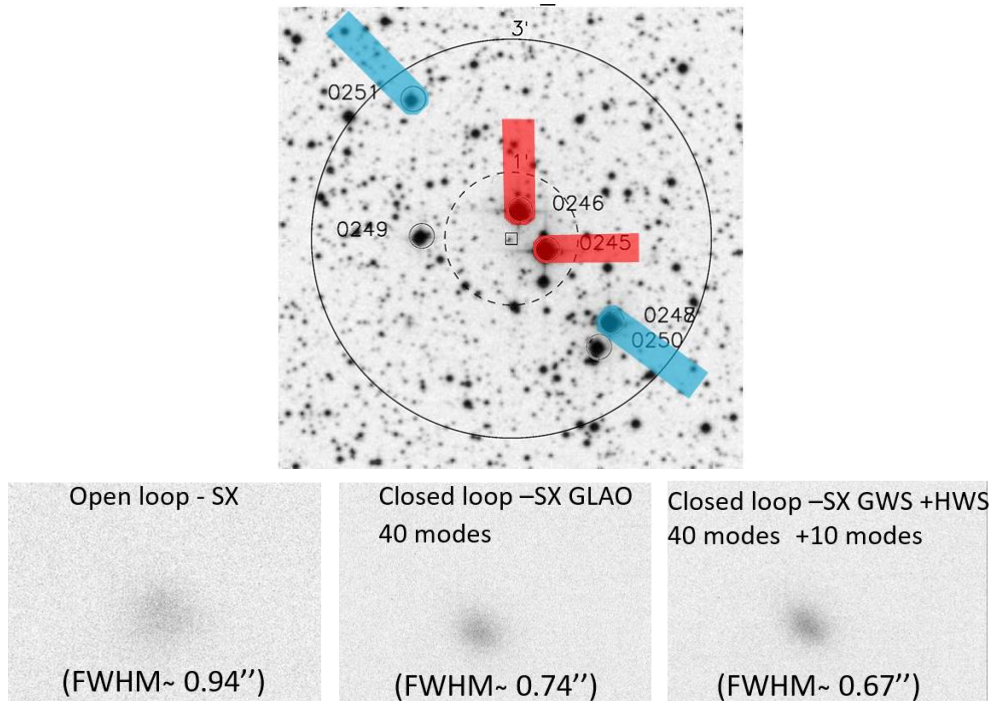 3'
0251
1'
0246
0249
0245
0248
0250
Open loop - SX
Closed loop –SX GLAO
40 modes
Closed loop –SX GWS +HWS
40 modes +10 modes
(FWHM~ 0.94’’)
(FWHM~ 0.74’’)
(FWHM~ 0.67’’)